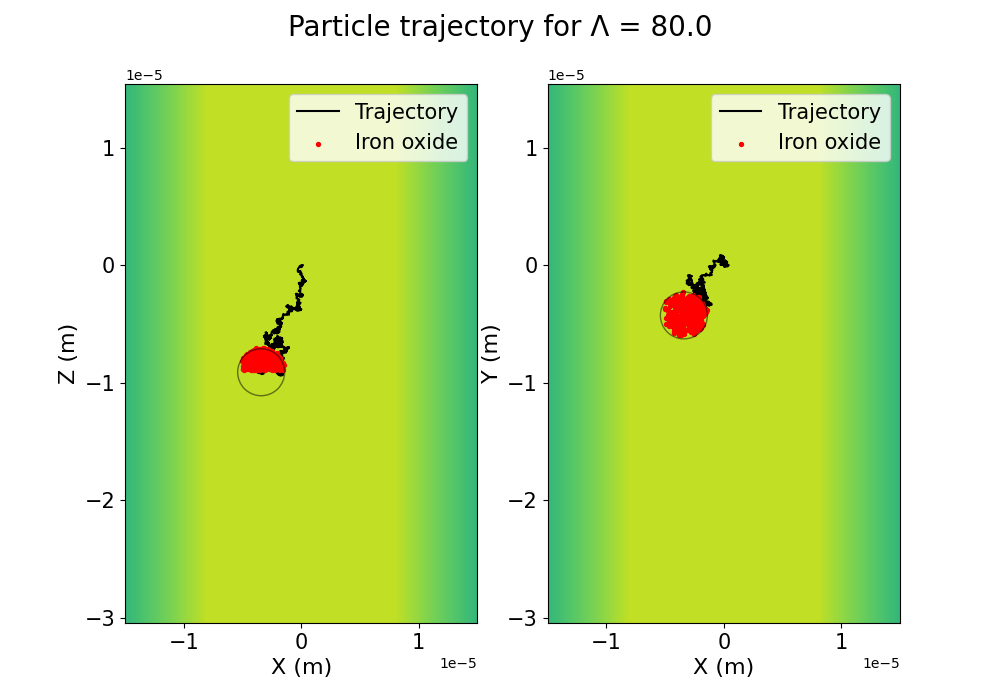 Particle trajectory for Λ = 80.0
1e−5
Trajectory
Iron oxide
1
0
−1
−2
−3
Z (m)
−1
0
1
X (m)
1e−5
1e−5
Trajectory
Iron oxide
1
0
−1
−2
−3
Y (m)
−1
0
1
X (m)
1e−5